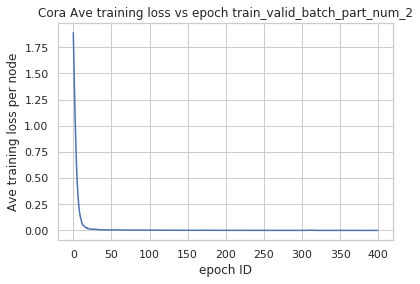 Cora Ave training loss vs epoch train_valid_batch_part_num_2
Ave training loss per node
1.75
1.50
1.25
1.00
0.75
0.50
0.25
0.00
0 50 100 150 200 250 300 350 400
epoch ID